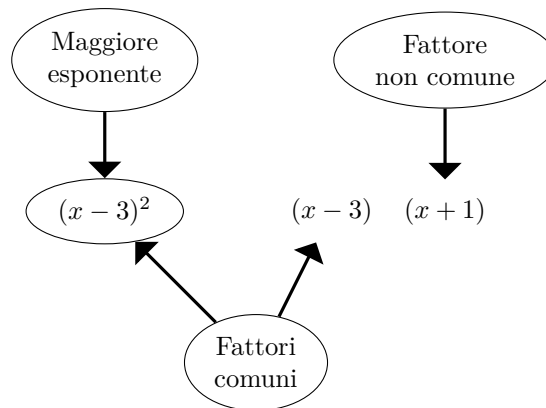 Maggiore
esponente
Fattore
non comune
(x − 3)²
(x − 3)
(x + 1)
Fattori
comuni